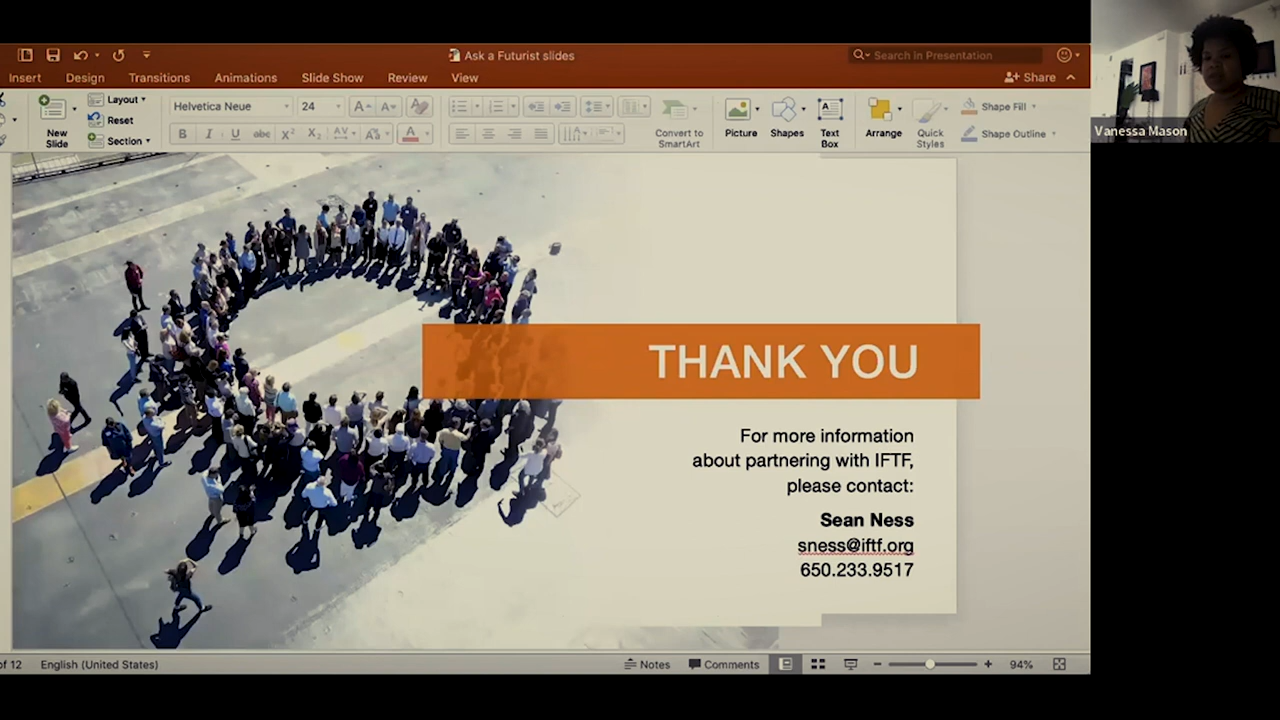 Ask a Futurist slides
Search in Presentation
Insert
Design
Transitions
Animations
Slide Show
Review
View
Share
Helvetica Neue
24
Layout
Reset
Section
New
Slide
Convert to
SmartArt
Picture
Shapes
Text
Box
Arrange
Quick
Styles
Shape Fill
Shape Outline
Vanessa Mason
THANK YOU
For more information
about partnering with IFTF,
please contact:
Sean Ness
sness@iftf.org
650.233.9517
of 12
English (United States)
Notes
Comments
94%